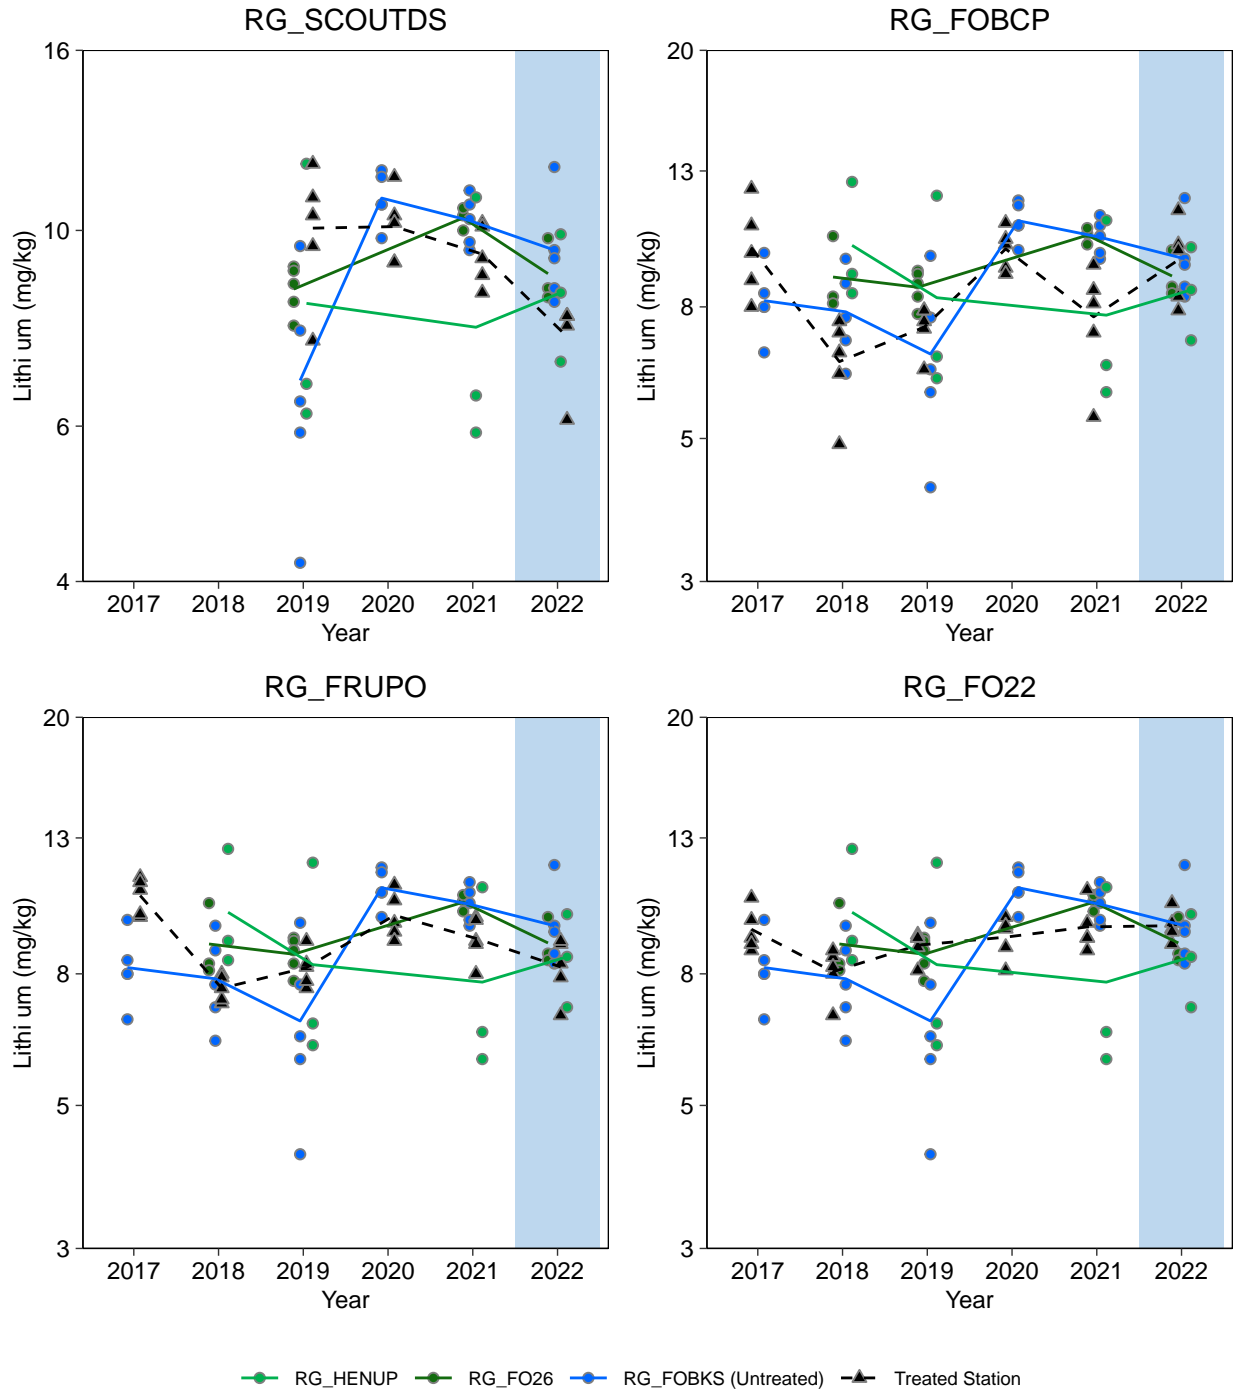 RG_SCOUTDS
Lithi um (mg/kg)
16
10
6
4
2017 2018 2019 2020 2021 2022
Year
RG_FOBCP
Lithi um (mg/kg)
20
13
8
5
3
2017 2018 2019 2020 2021 2022
Year
RG_FRUPO
Lithi um (mg/kg)
20
13
8
5
3
2017 2018 2019 2020 2021 2022
Year
RG_FO22
Lithi um (mg/kg)
20
13
8
5
3
2017 2018 2019 2020 2021 2022
Year
RG_HENUP RG_FO26 RG_FOBKS (Untreated) Treated Station